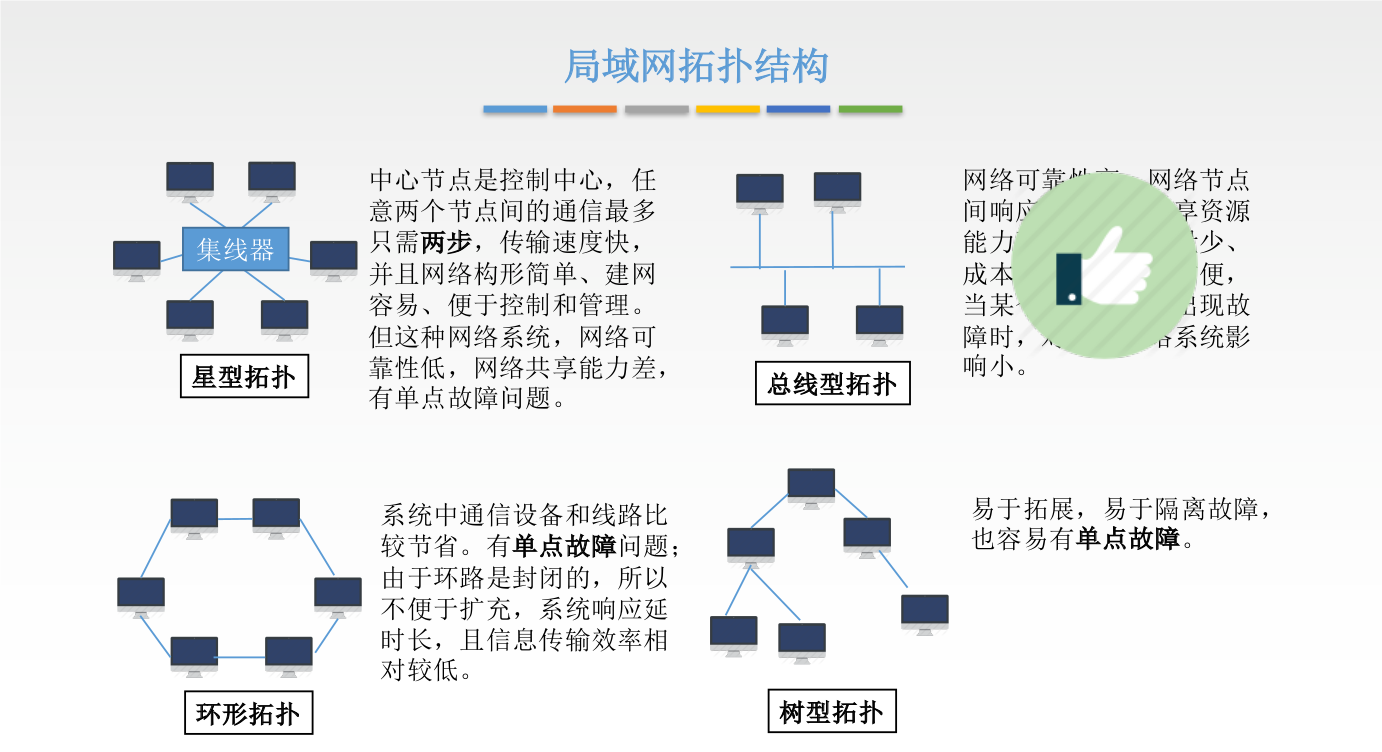 局域网拓扑结构
集线器
星型拓扑
中心节点是控制中心，任
意两个节点间的通信最多
只需两步，传输速度快，
并且网络构形简单、建网
容易、便于控制和管理。
但这种网络系统，网络可
靠性低，网络共享能力差，
有单点故障问题。
总线型拓扑
网络可靠性高 网络节点
间响应 享资源
能力 少、
成本 便，
当某 出现故
障时， 络系统影
响小。
环形拓扑
系统中通信设备和线路比
较节省。有单点故障问题；
由于环路是封闭的，所以
不便于扩充，系统响应延
时长，且信息传输效率相
对较低。
树型拓扑
易于拓展，易于隔离故障，
也容易有单点故障。